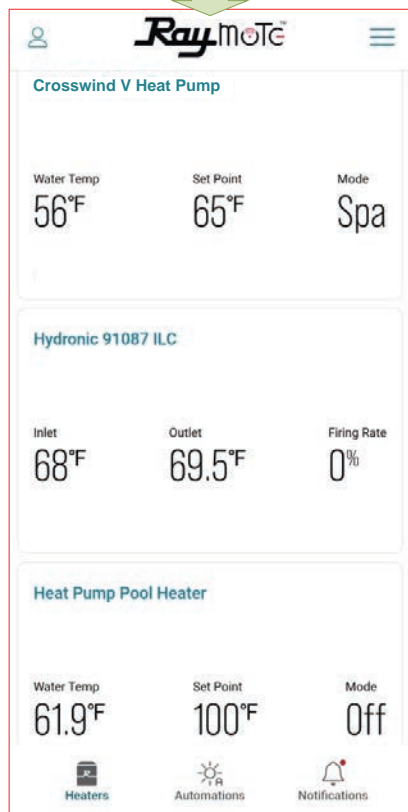 RaymoTe™
Crosswind V Heat Pump
Water Temp Set Point Mode
56°F 65°F Spa
Hydronic 91087 ILC
Inlet Outlet Firing Rate
68°F 69.5°F 0%
Heat Pump Pool Heater
Water Temp Set Point Mode
61.9°F 100°F Off
Heaters Automations Notifications